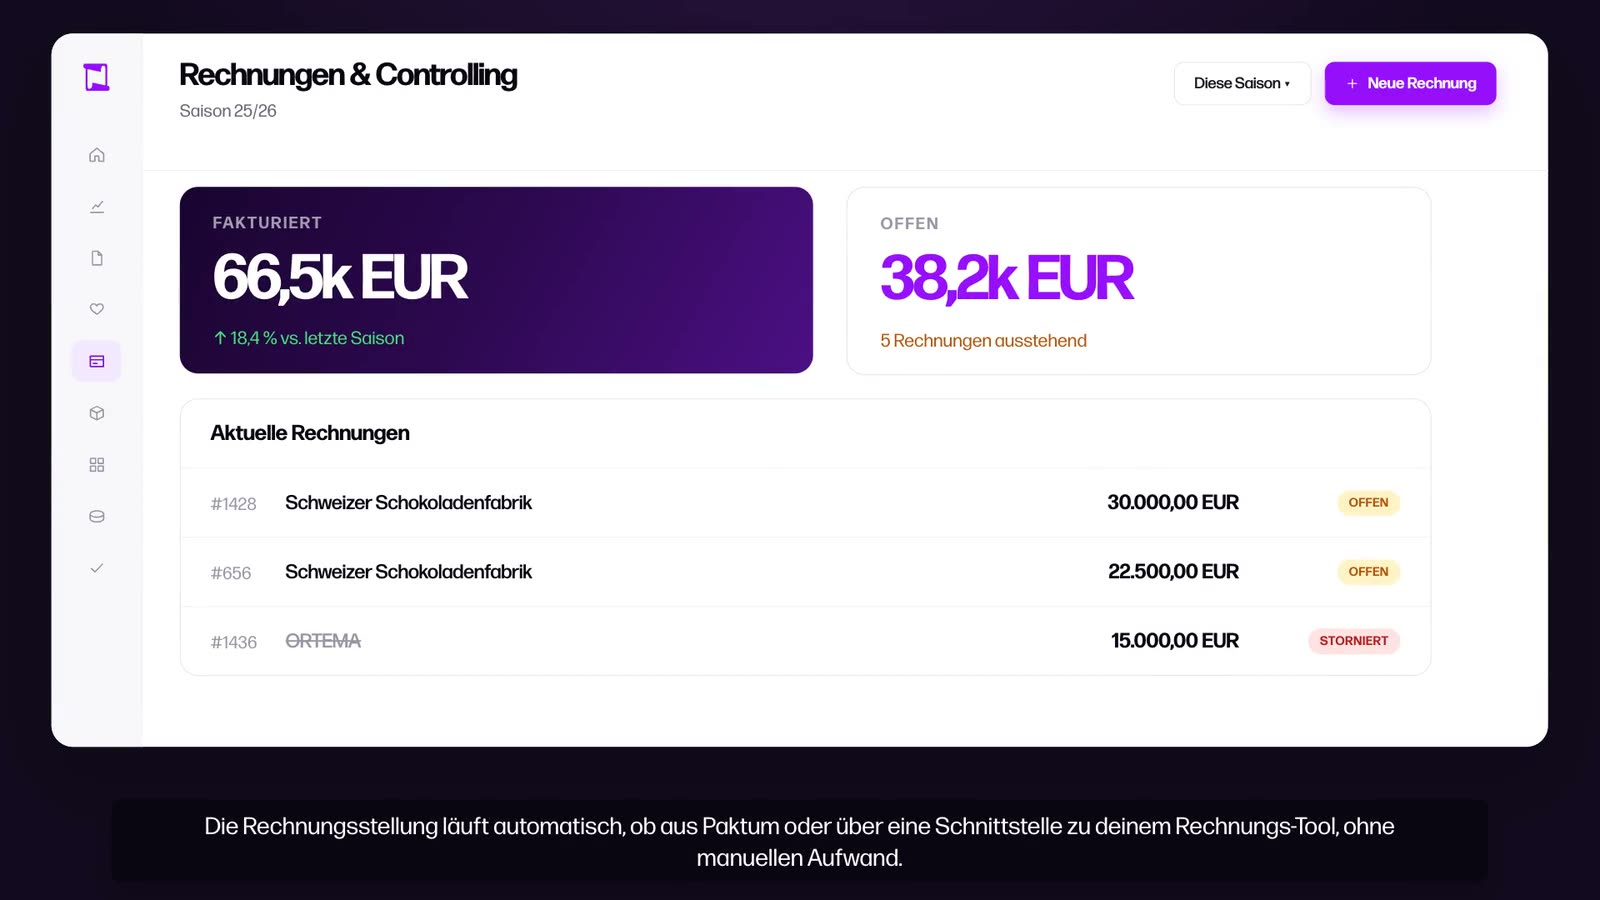 Rechnungen & Controlling
Saison 25/26
Diese Saison ▾
+ Neue Rechnung
FAKTURIERT
66,5k EUR
↑ 18,4 % vs. letzte Saison
OFFEN
38,2k EUR
5 Rechnungen ausstehend
Aktuelle Rechnungen
#1428 Schweizer Schokoladenfabrik 30.000,00 EUR OFFEN
#656 Schweizer Schokoladenfabrik 22.500,00 EUR OFFEN
#1436 ORTEMA 15.000,00 EUR STORNIERT
Die Rechnungsstellung läuft automatisch, ob aus Paktum oder über eine Schnittstelle zu deinem Rechnungs-Tool, ohne
manuellen Aufwand.